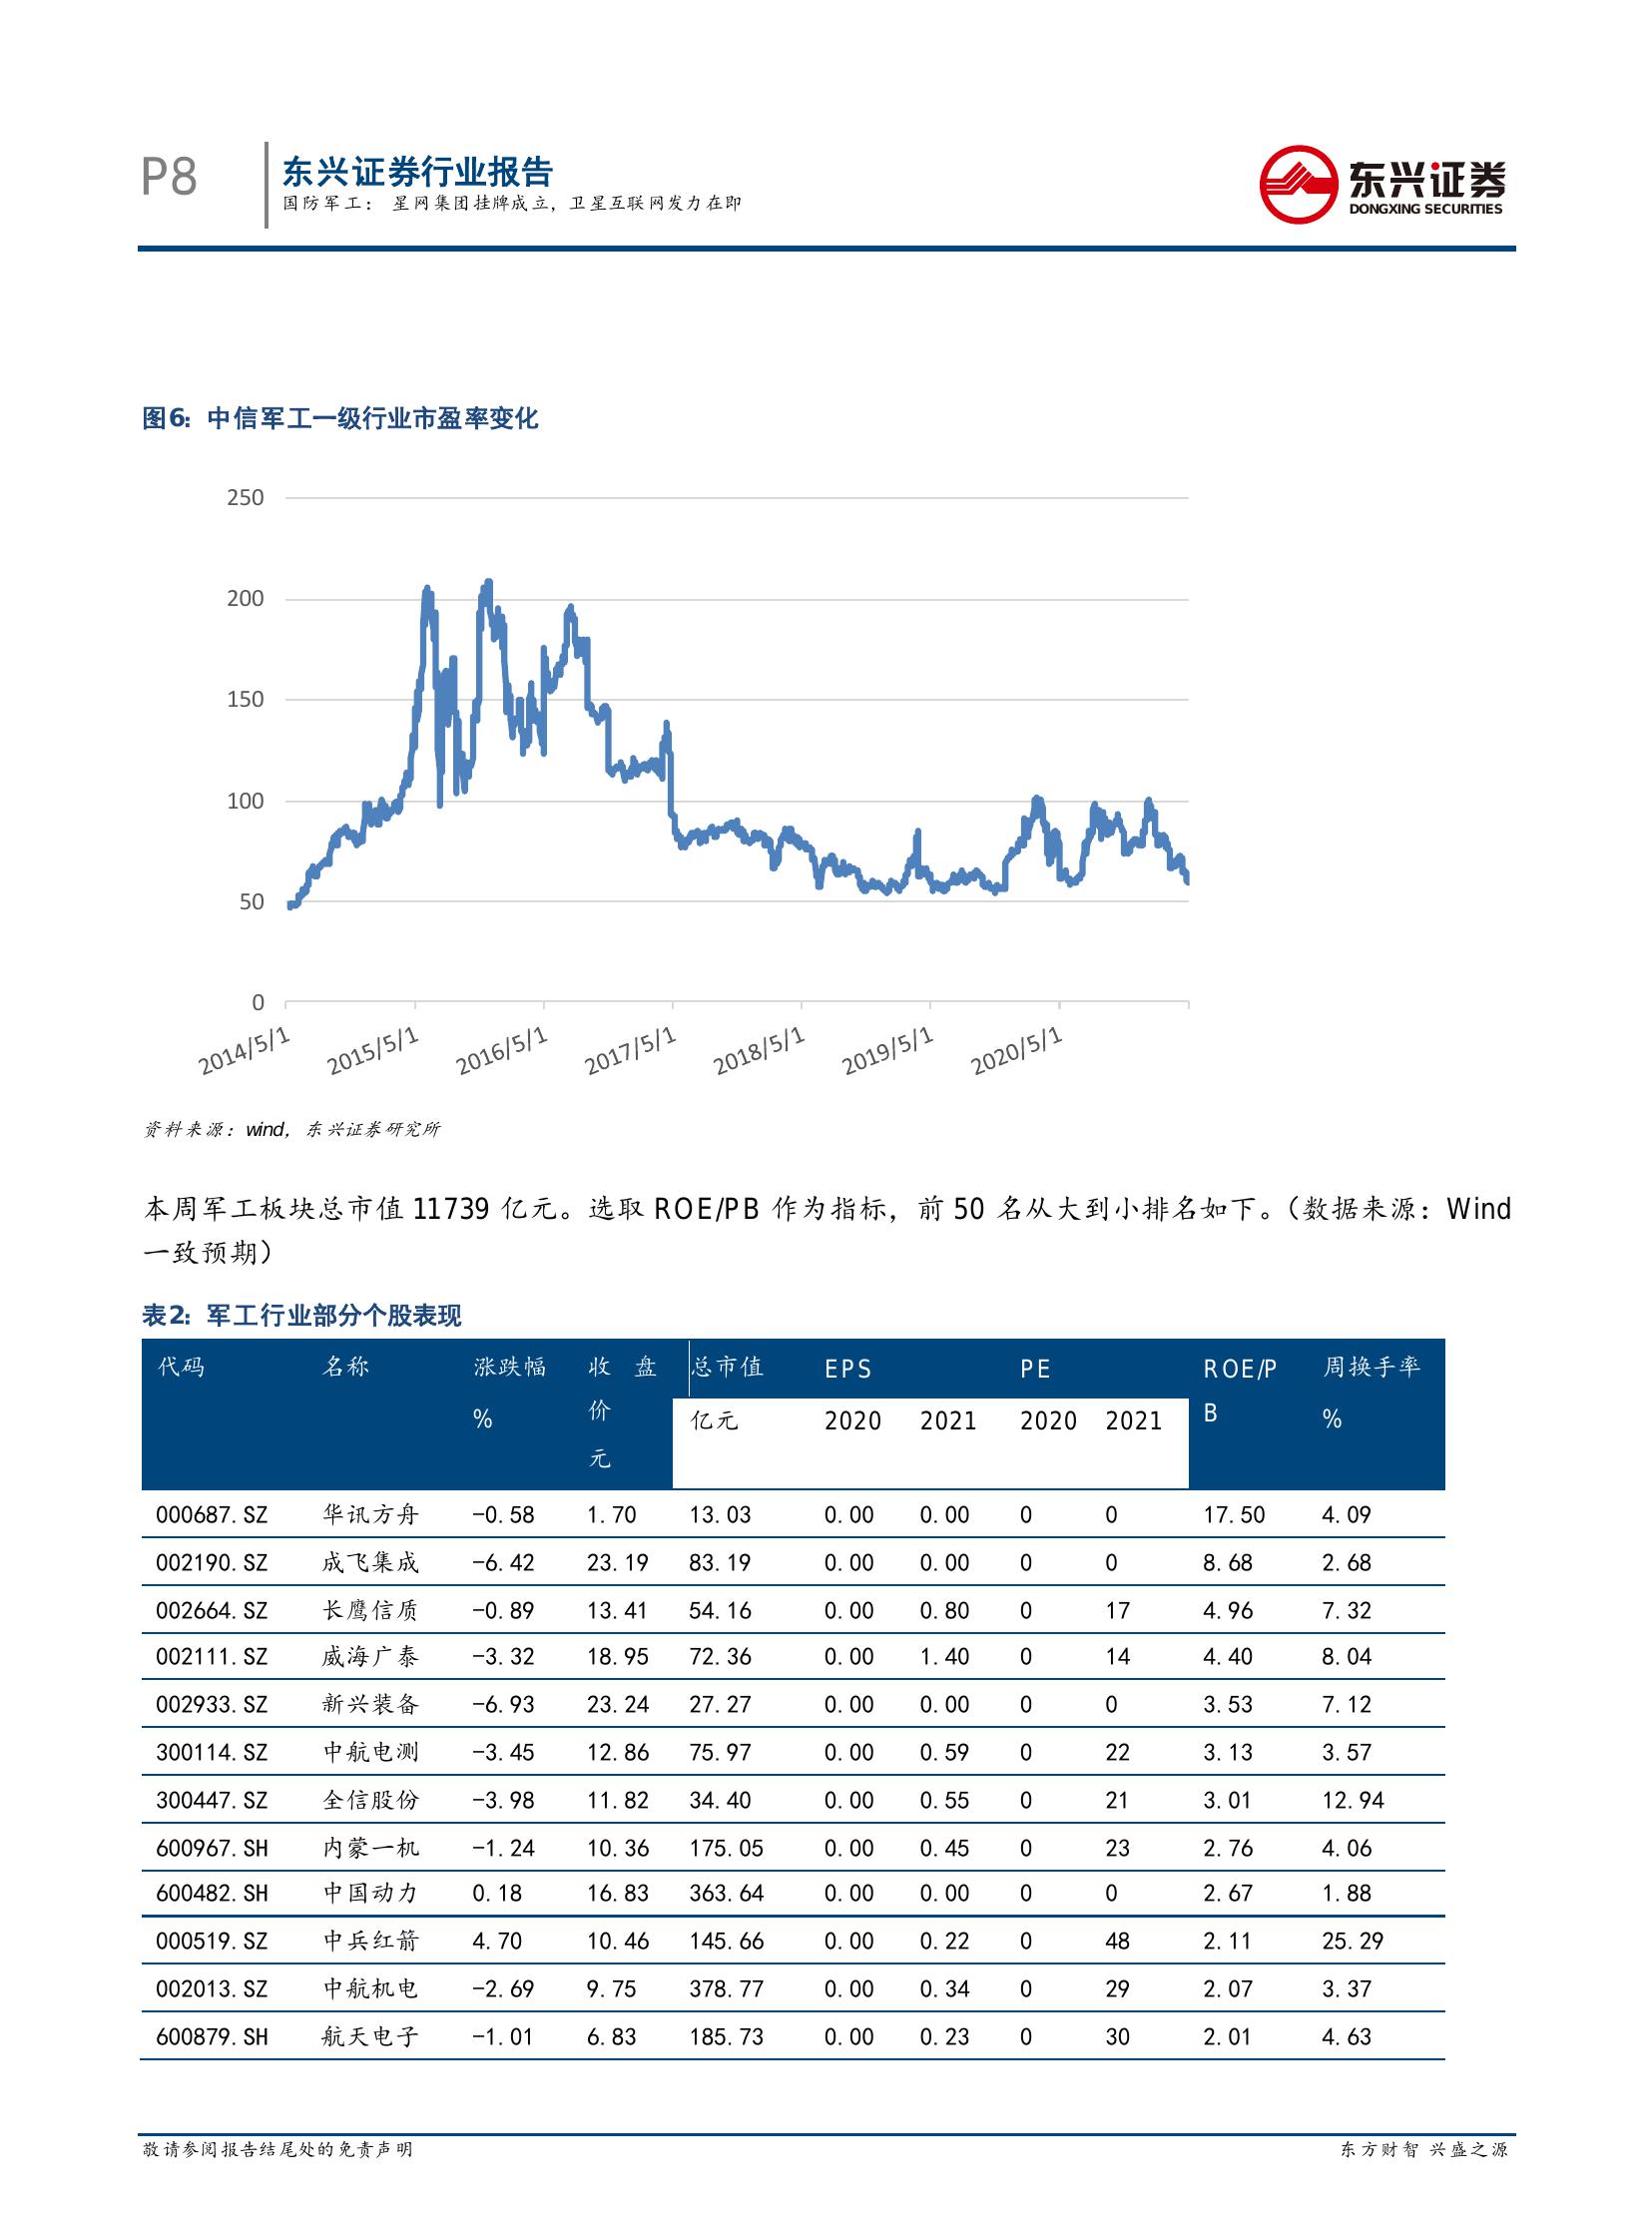 P8
东兴证券行业报告
国防军工： 星网集团挂牌成立，卫星互联网发力在即
东兴证券
DONGXING SECURITIES
图6：中信军工一级行业市盈率变化
250
200
150
100
50
0
2014/5/1 2015/5/1 2016/5/1 2017/5/1 2018/5/1 2019/5/1 2020/5/1
资料来源：wind，东兴证券研究所
本周军工板块总市值 11739 亿元。选取 ROE/PB 作为指标，前 50 名从大到小排名如下。（数据来源：Wind
一致预期）
表2：军工行业部分个股表现
代码 名称 涨跌幅 收 盘 总市值 EPS PE ROE/P 周换手率
% 价 亿元 2020 2021 2020 2021 B %
元
000687.SZ 华讯方舟 -0.58 1.70 13.03 0.00 0.00 0 0 17.50 4.09
002190.SZ 成飞集成 -6.42 23.19 83.19 0.00 0.00 0 0 8.68 2.68
002664.SZ 长鹰信质 -0.89 13.41 54.16 0.00 0.80 0 17 4.96 7.32
002111.SZ 威海广泰 -3.32 18.95 72.36 0.00 1.40 0 14 4.40 8.04
002933.SZ 新兴装备 -6.93 23.24 27.27 0.00 0.00 0 0 3.53 7.12
300114.SZ 中航电测 -3.45 12.86 75.97 0.00 0.59 0 22 3.13 3.57
300447.SZ 全信股份 -3.98 11.82 34.40 0.00 0.55 0 21 3.01 12.94
600967.SH 内蒙一机 -1.24 10.36 175.05 0.00 0.45 0 23 2.76 4.06
600482.SH 中国动力 0.18 16.83 363.64 0.00 0.00 0 0 2.67 1.88
000519.SZ 中兵红箭 4.70 10.46 145.66 0.00 0.22 0 48 2.11 25.29
002013.SZ 中航机电 -2.69 9.75 378.77 0.00 0.34 0 29 2.07 3.37
600879.SH 航天电子 -1.01 6.83 185.73 0.00 0.23 0 30 2.01 4.63
敬请参阅报告结尾处的免责声明 东方财智 兴盛之源